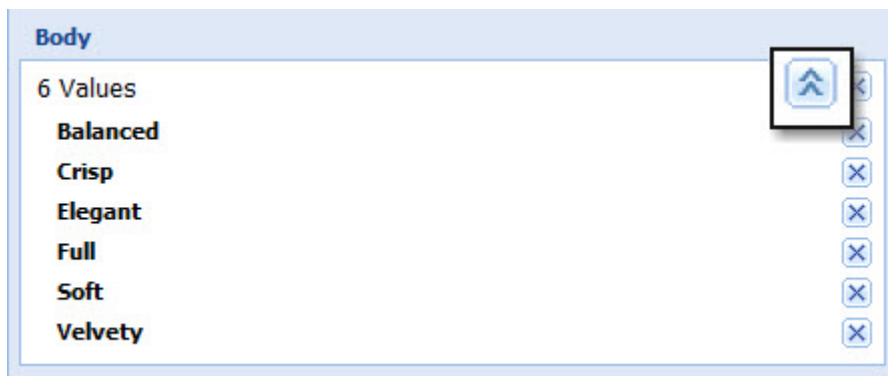 Body
6 Values
Balanced
Crisp
Elegant
Full
Soft
Velvety